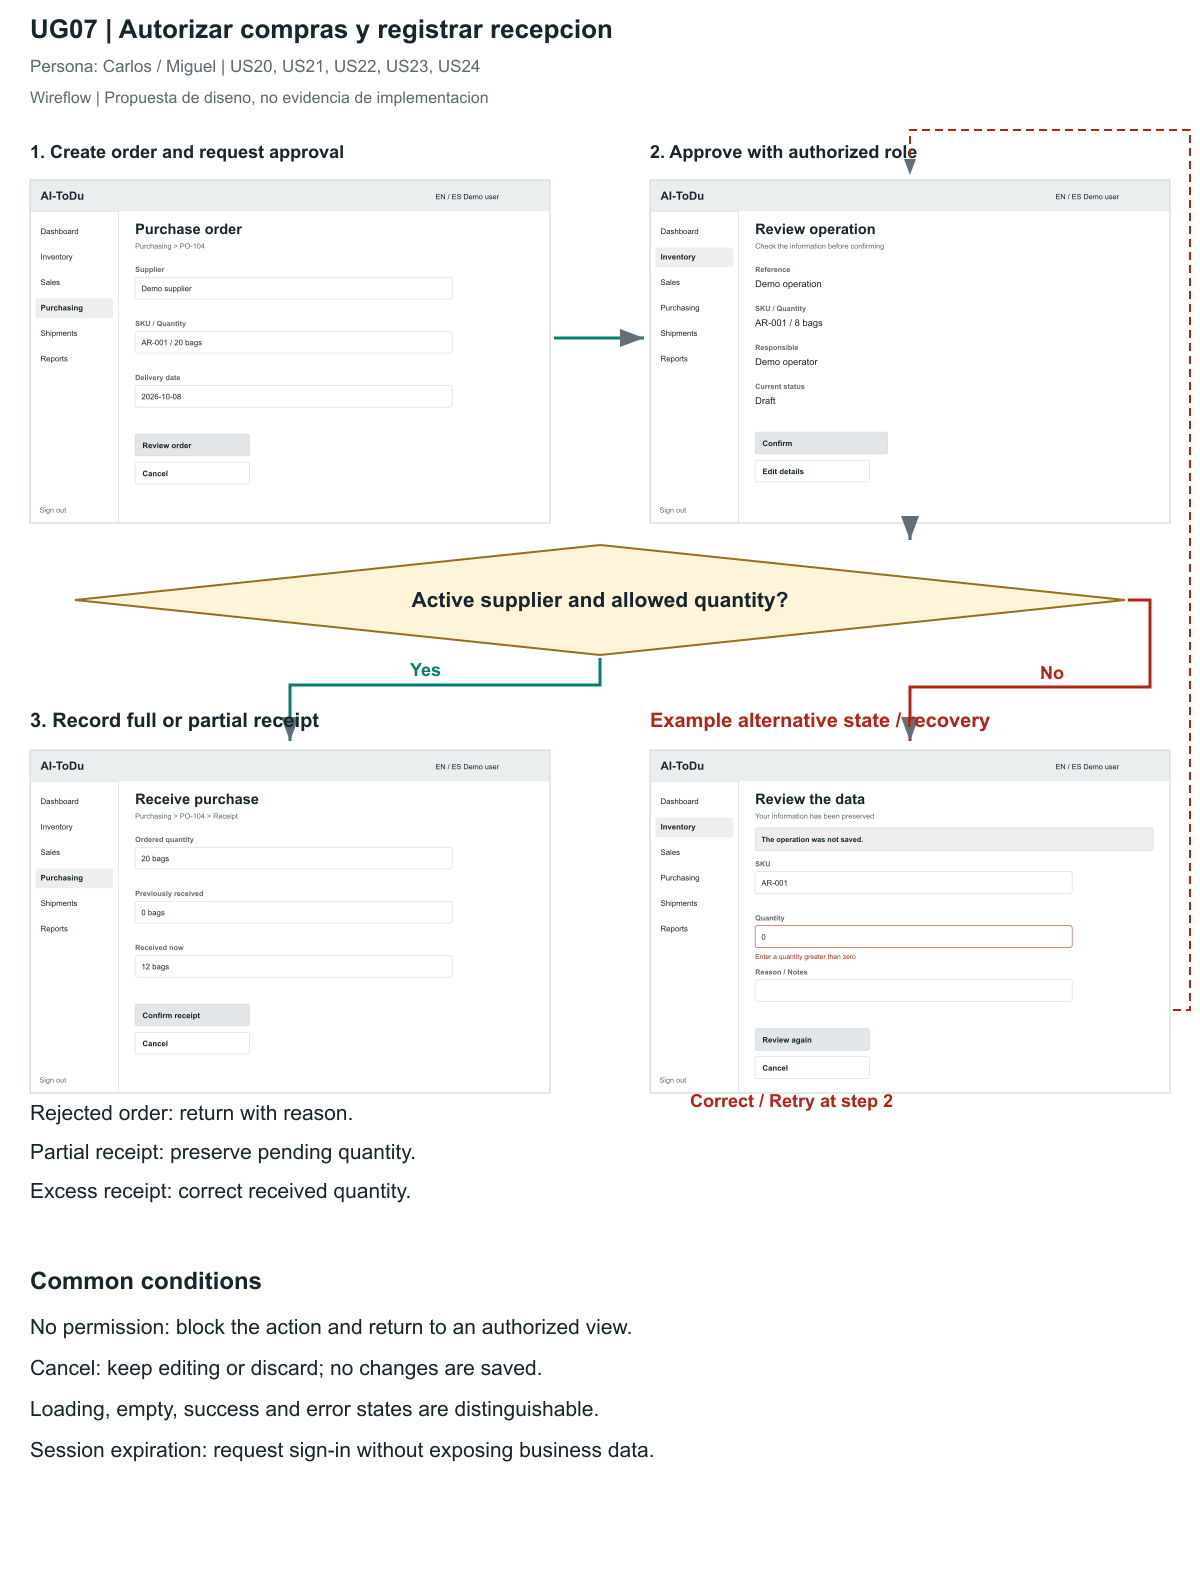 UG07 | Autorizar compras y registrar recepcion
Persona: Carlos / Miguel | US20, US21, US22, US23, US24
Wireflow | Propuesta de diseno, no evidencia de implementacion
1. Create order and request approval
AI-ToDu
EN / ES Demo user
Dashboard
Inventory
Sales
Purchasing
Shipments
Reports
Sign out
Purchase order
Purchasing > PO-104
Supplier
Demo supplier
SKU / Quantity
AR-001 / 20 bags
Delivery date
2026-10-08
Review order
Cancel
2. Approve with authorized role
AI-ToDu
EN / ES Demo user
Dashboard
Inventory
Sales
Purchasing
Shipments
Reports
Sign out
Review operation
Check the information before confirming
Reference
Demo operation
SKU / Quantity
AR-001 / 8 bags
Responsible
Demo operator
Current status
Draft
Confirm
Edit details
Active supplier and allowed quantity?
Yes
No
3. Record full or partial receipt
AI-ToDu
EN / ES Demo user
Dashboard
Inventory
Sales
Purchasing
Shipments
Reports
Sign out
Receive purchase
Purchasing > PO-104 > Receipt
Ordered quantity
20 bags
Previously received
0 bags
Received now
12 bags
Confirm receipt
Cancel
Example alternative state / recovery
AI-ToDu
EN / ES Demo user
Dashboard
Inventory
Sales
Purchasing
Shipments
Reports
Sign out
Review the data
Your information has been preserved
The operation was not saved.
SKU
AR-001
Quantity
0
Enter a quantity greater than zero
Reason / Notes
Review again
Cancel
Correct / Retry at step 2
Rejected order: return with reason.
Partial receipt: preserve pending quantity.
Excess receipt: correct received quantity.
Common conditions
No permission: block the action and return to an authorized view.
Cancel: keep editing or discard; no changes are saved.
Loading, empty, success and error states are distinguishable.
Session expiration: request sign-in without exposing business data.